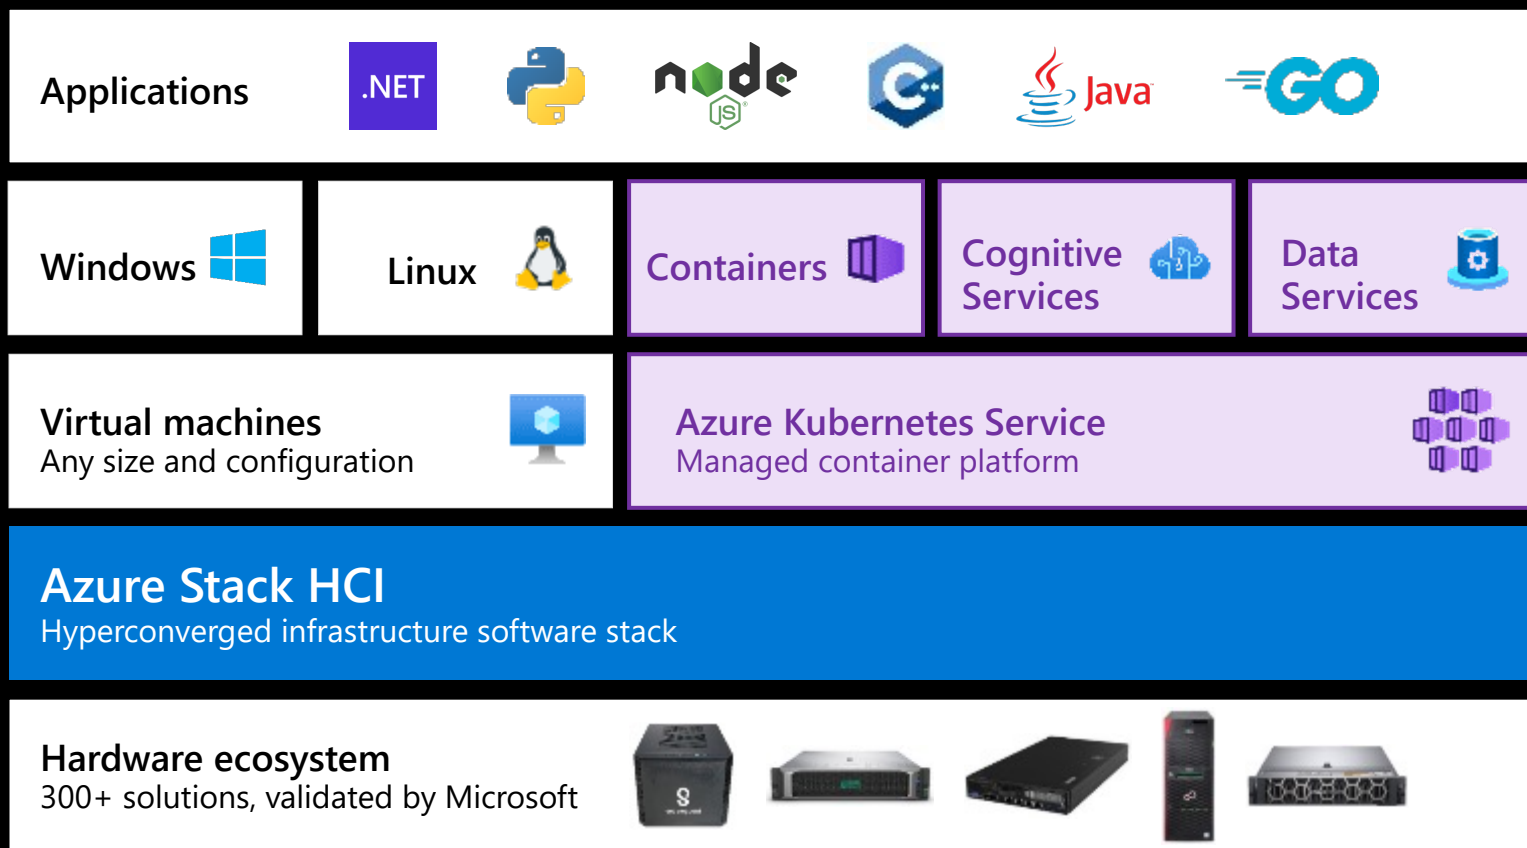 Applications
.NET
node
JS
C++
Java
GO
Windows
Linux
Containers
Cognitive
Services
Data
Services
Virtual machines
Any size and configuration
Azure Kubernetes Service
Managed container platform
Azure Stack HCI
Hyperconverged infrastructure software stack
Hardware ecosystem
300+ solutions, validated by Microsoft